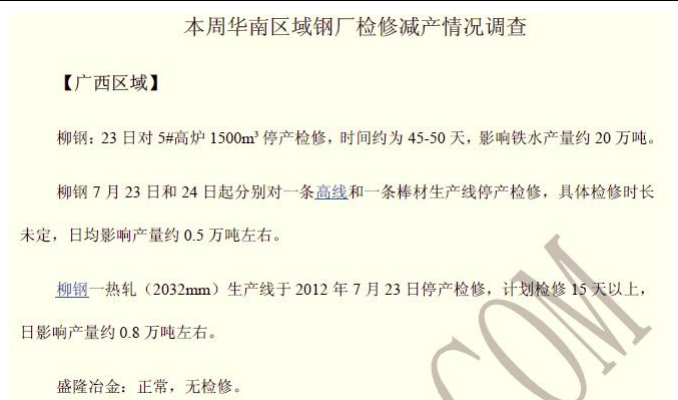 本周华南区域钢厂检修减产情况调查
【广西区域】
柳钢：23 日对 5#高炉 1500m³ 停产检修，时间约为 45-50 天，影响铁水产量约 20 万吨。
柳钢 7 月 23 日和 24 日起分别对一条高线和一条棒材生产线停产检修，具体检修时长
未定，日均影响产量约 0.5 万吨左右。
柳钢一热轧（2032mm）生产线于 2012 年 7 月 23 日停产检修，计划检修 15 天以上，
日影响产量约 0.8 万吨左右。
盛隆冶金：正常，无检修。
COM